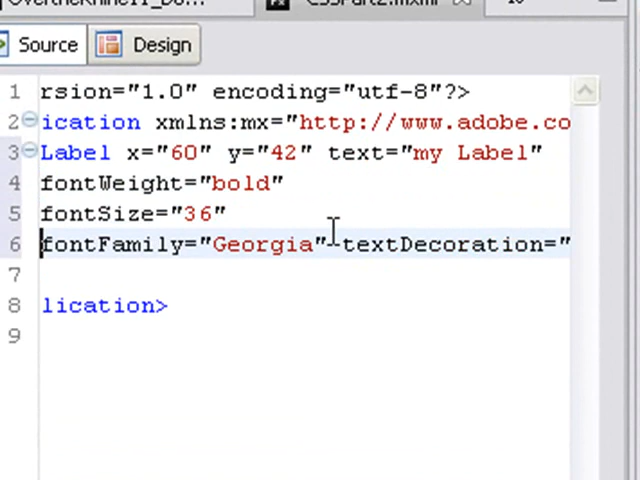 Source Design
1 rsion="1.0" encoding="utf-8"?>
2 ication xmlns:mx="http://www.adobe.co
3 Label x="60" y="42" text="my Label"
4 fontWeight="bold"
5 fontSize="36"
6 fontFamily="Georgia" textDecoration="
7
8 lication>
9